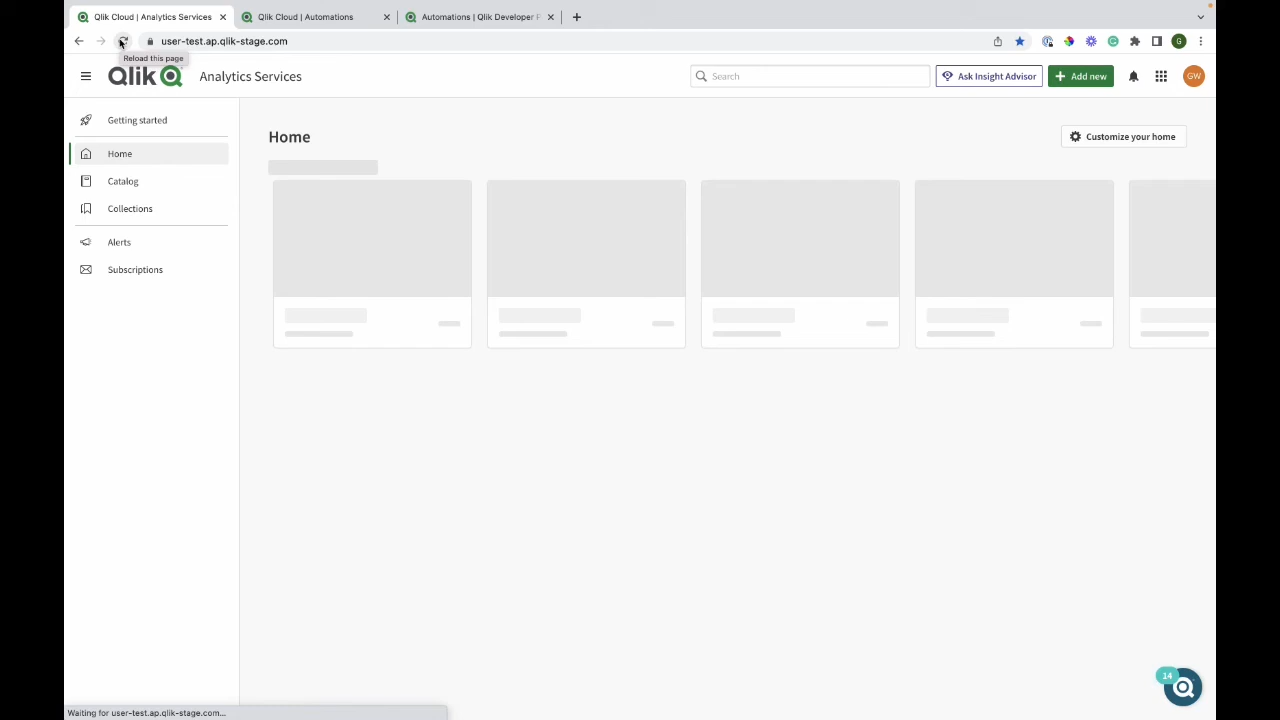 Qlik Cloud | Analytics Services
Qlik Cloud | Automations
Automations | Qlik Developer P
user-test.ap.qlik-stage.com
Reload this page
Qlik
Analytics Services
Search
Ask Insight Advisor
Add new
GW
Getting started
Home
Catalog
Collections
Alerts
Subscriptions
Home
Customize your home
14
Waiting for user-test.ap.qlik-stage.com...
G